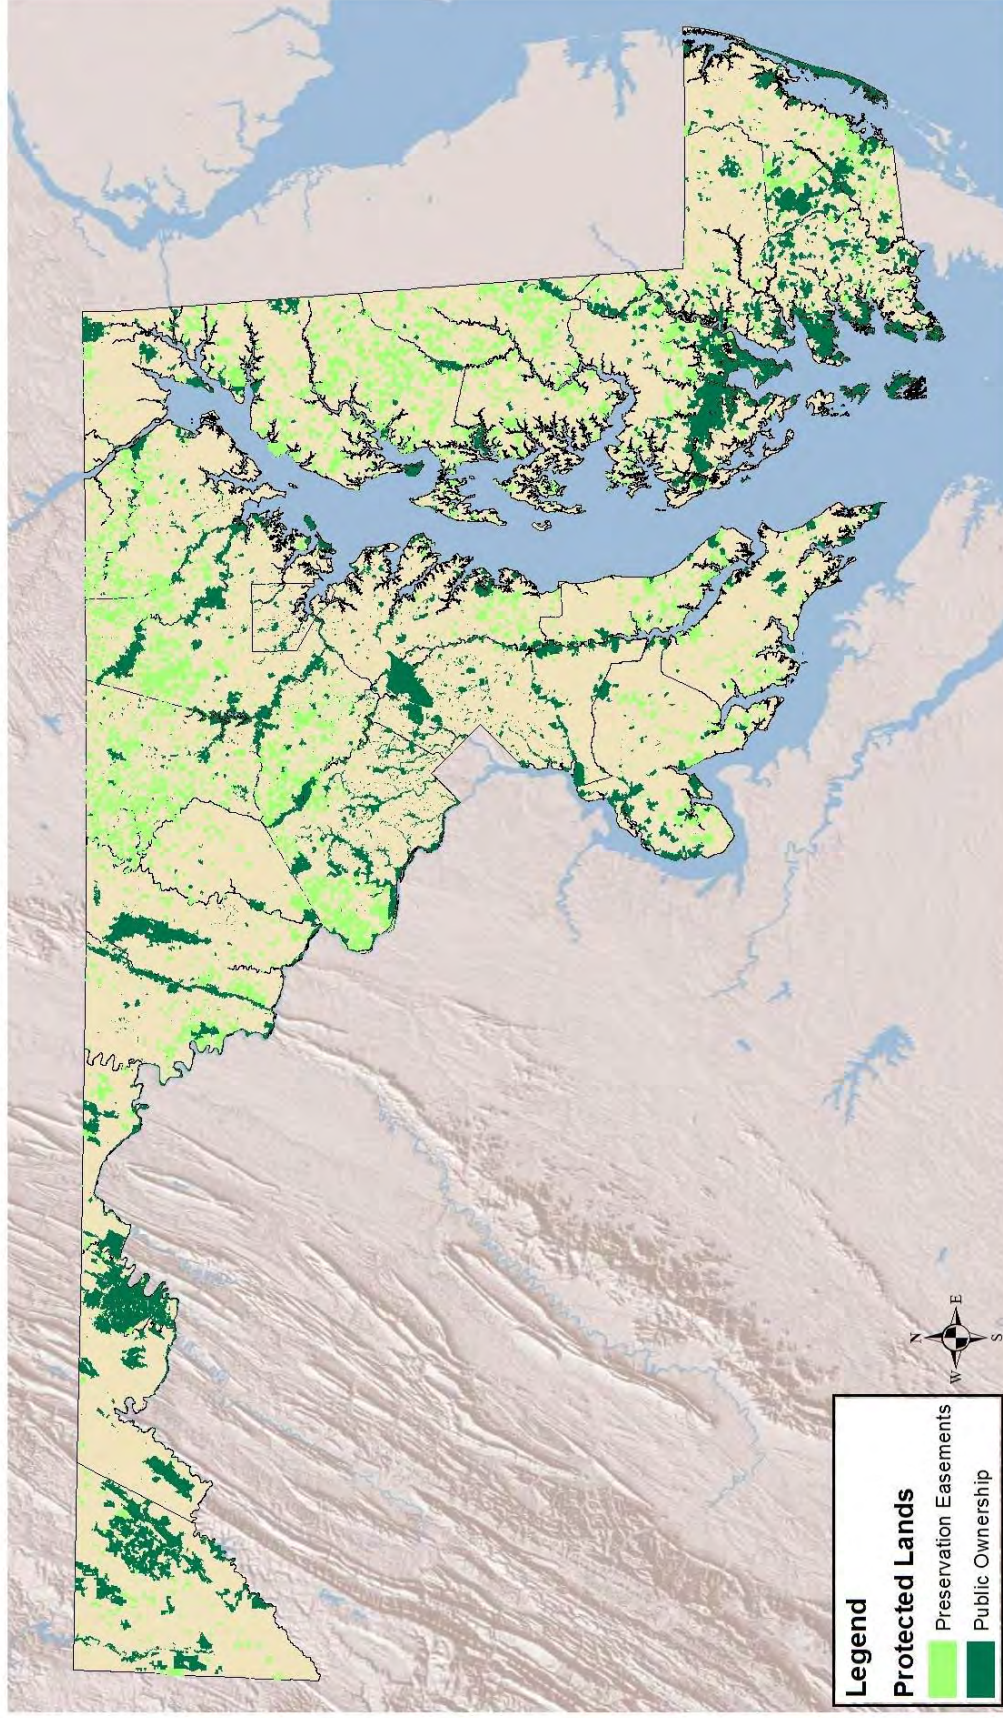 Legend
Protected Lands
Preservation Easements
Public Ownership
N
W E
S